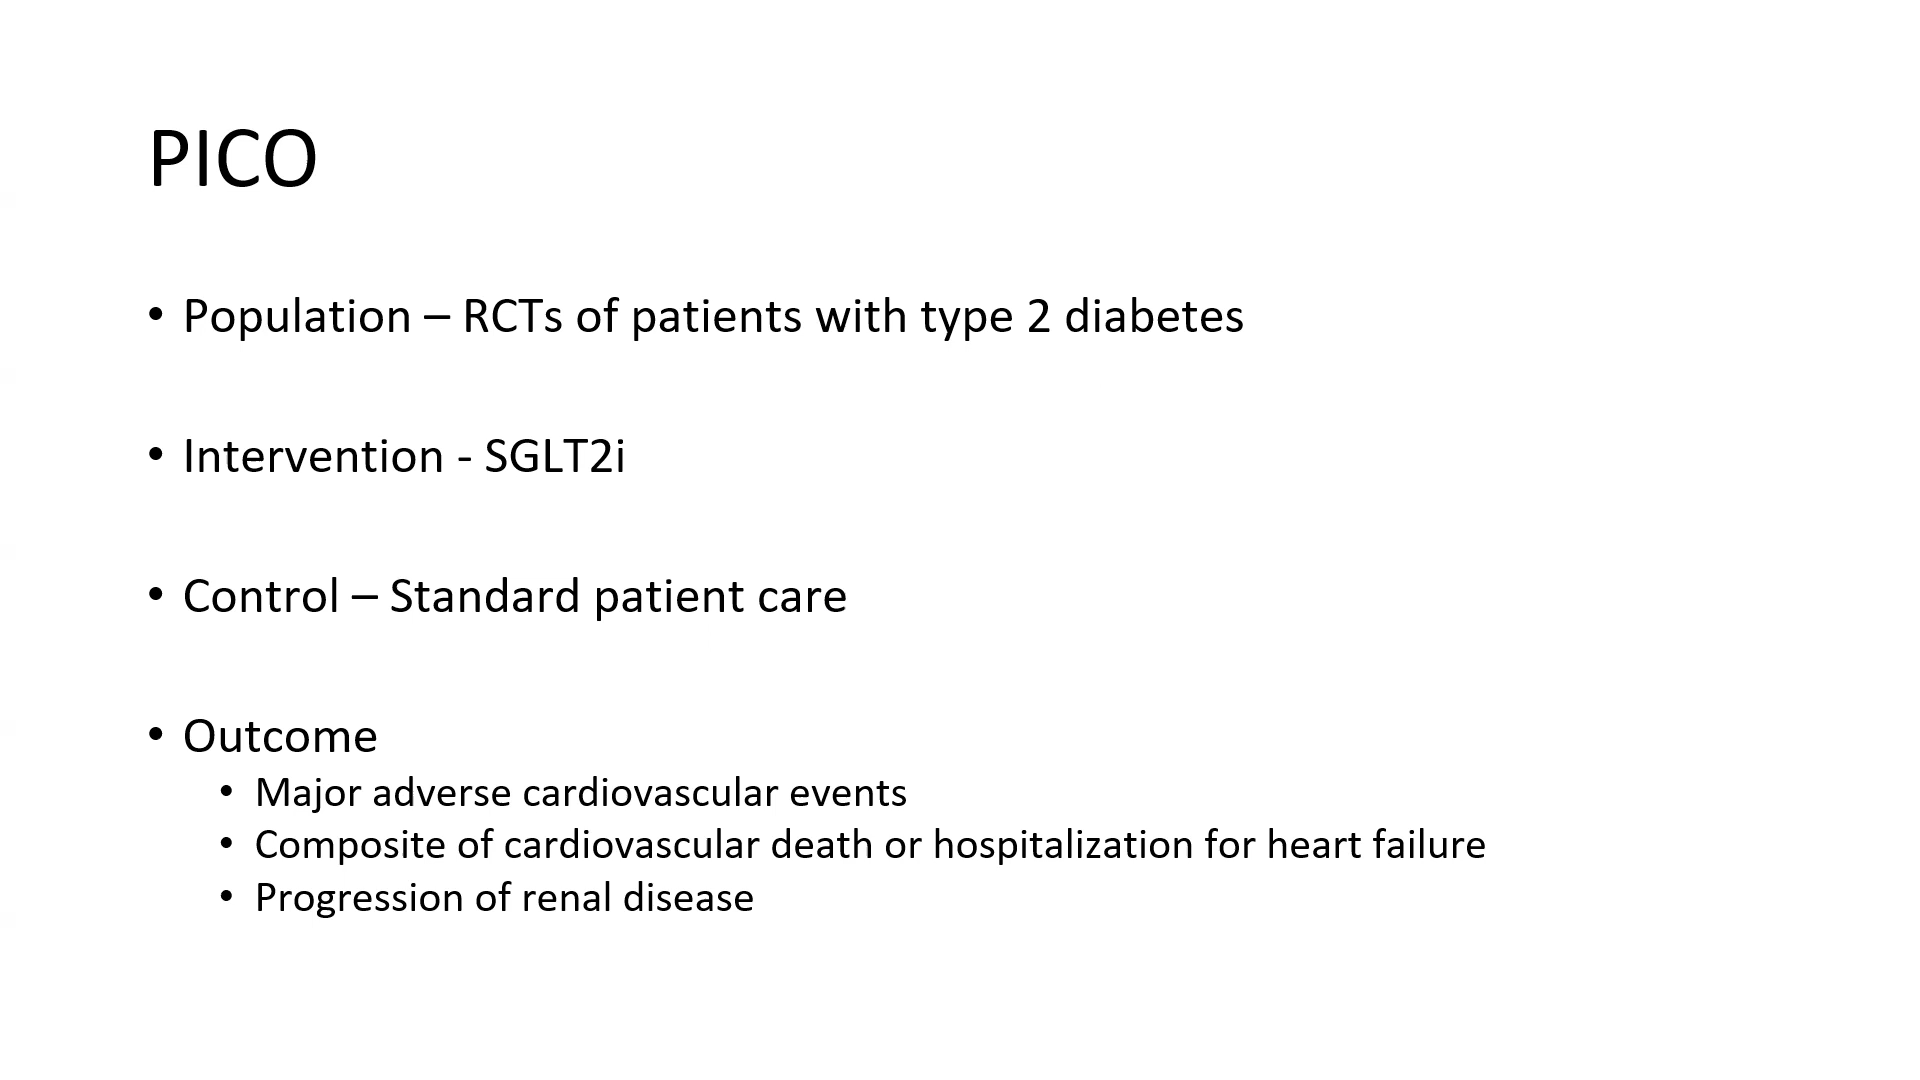 PICO
• Population – RCTs of patients with type 2 diabetes
• Intervention - SGLT2i
• Control – Standard patient care
• Outcome
• Major adverse cardiovascular events
• Composite of cardiovascular death or hospitalization for heart failure
• Progression of renal disease